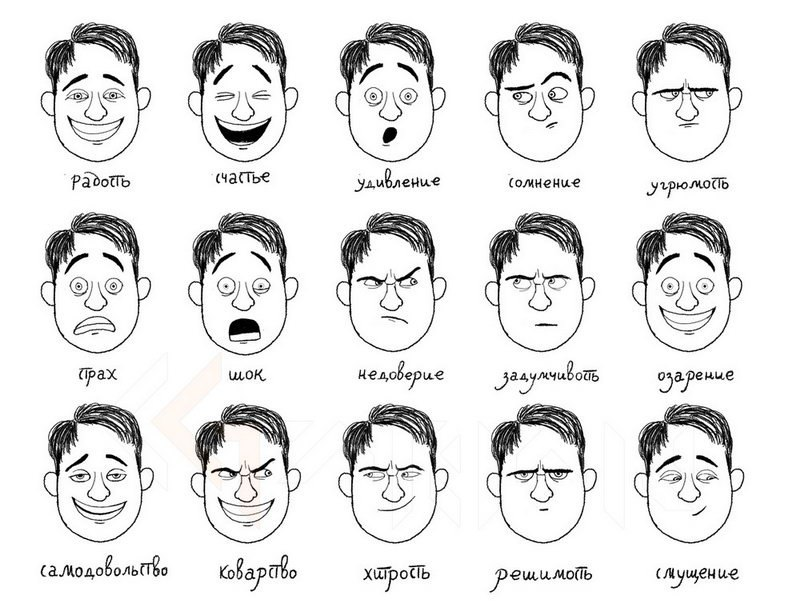 радость счастье удивление сомнение угрюмость
страх шок недоверие задумчивость озарение
самодовольство коварство хитрость решимость смущение